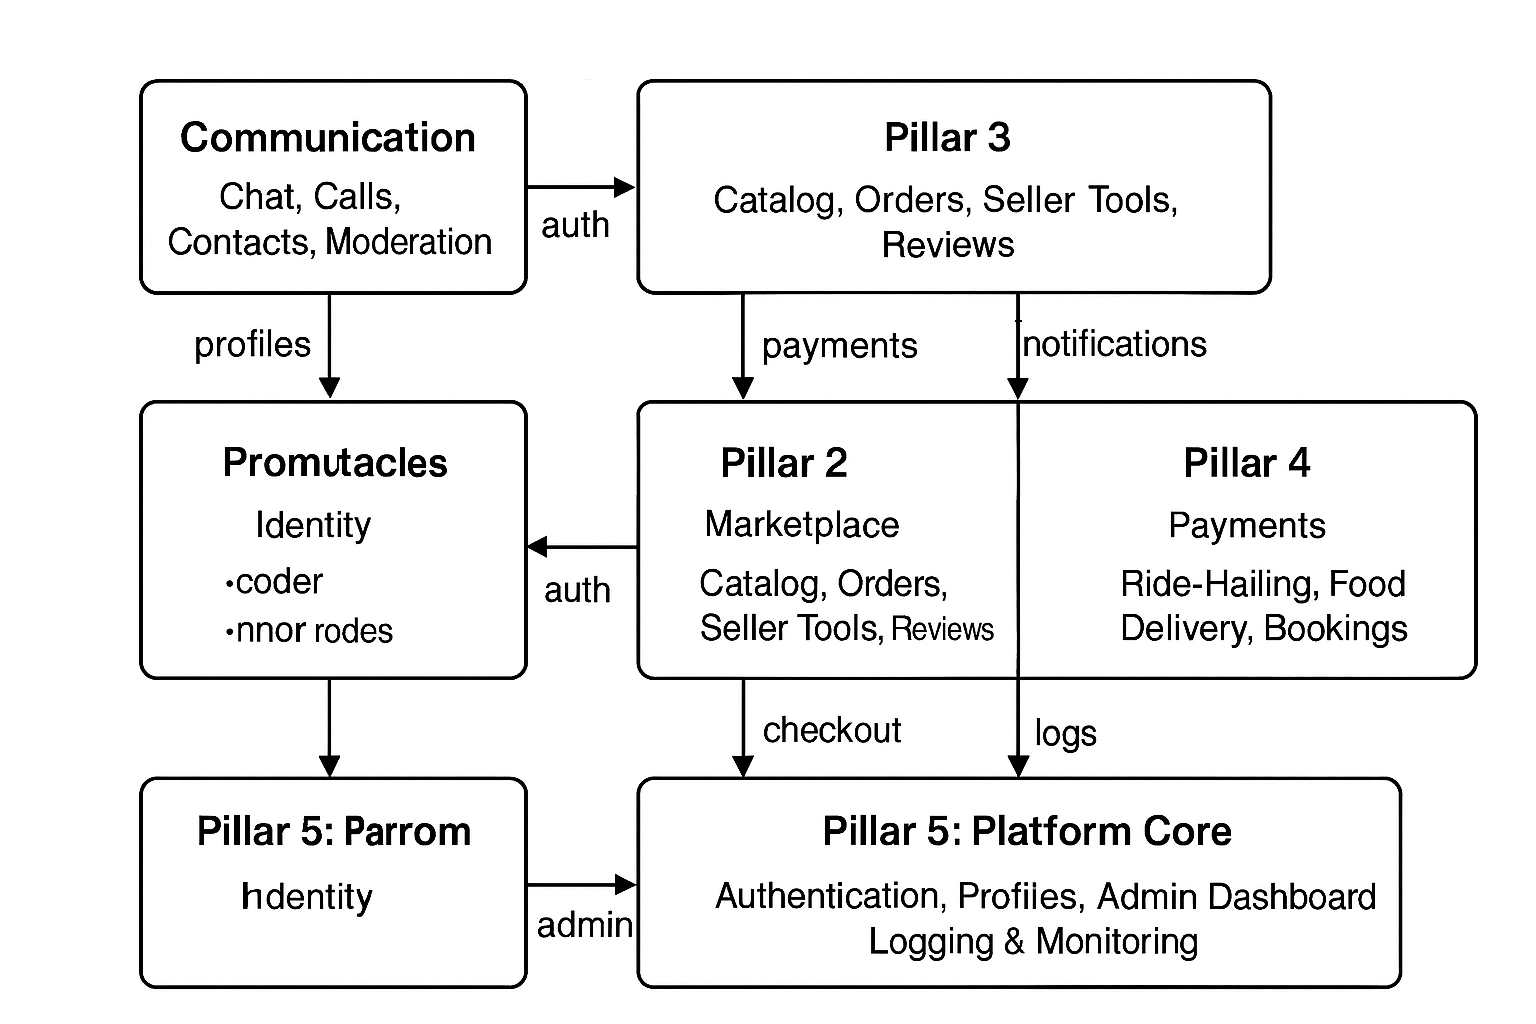 Communication
Chat, Calls,
Contacts, Moderation
auth
Pillar 3
Catalog, Orders, Seller Tools,
Reviews
profiles
payments
notifications
Promutacles
Identity
•coder
•nnor rodes
auth
Pillar 2
Marketplace
Catalog, Orders,
Seller Tools, Reviews
Pillar 4
Payments
Ride-Hailing, Food
Delivery, Bookings
checkout
logs
Pillar 5: Parrom
hdentity
admin
Pillar 5: Platform Core
Authentication, Profiles, Admin Dashboard
Logging & Monitoring